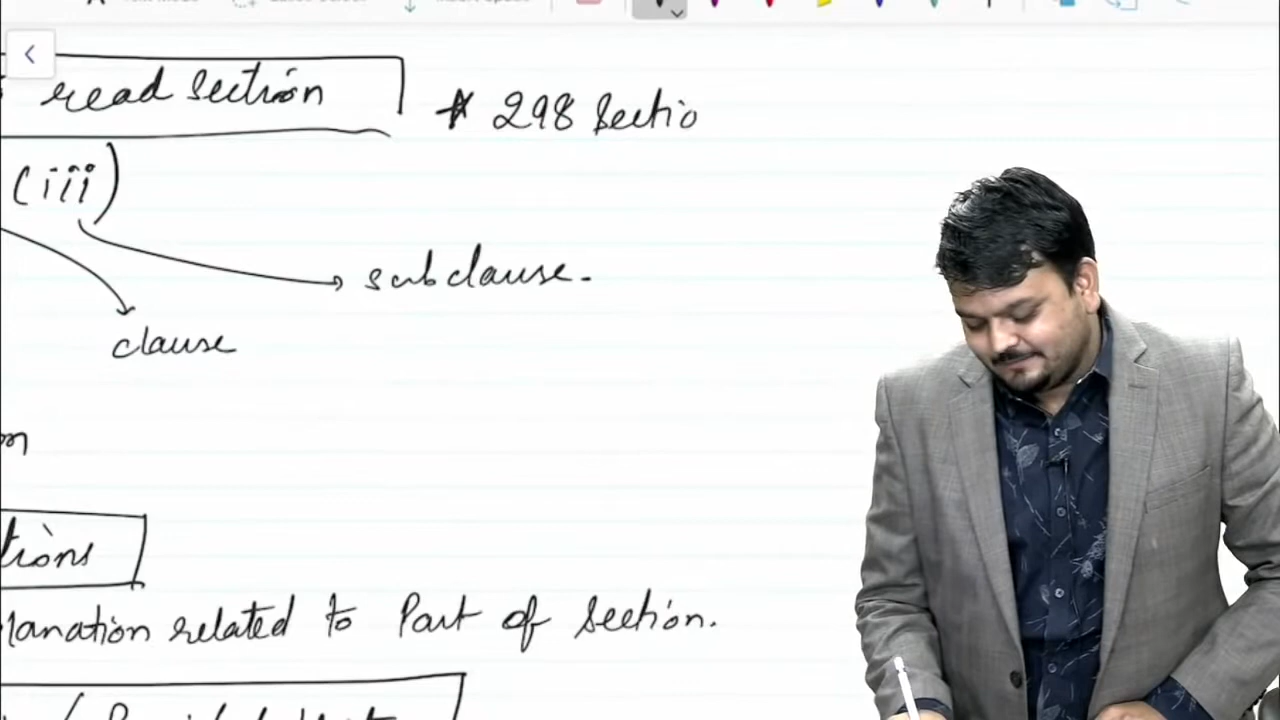 read section
* 298 Sectio
(iii)
subclause.
clause
tions
lanation related to Part of Section.